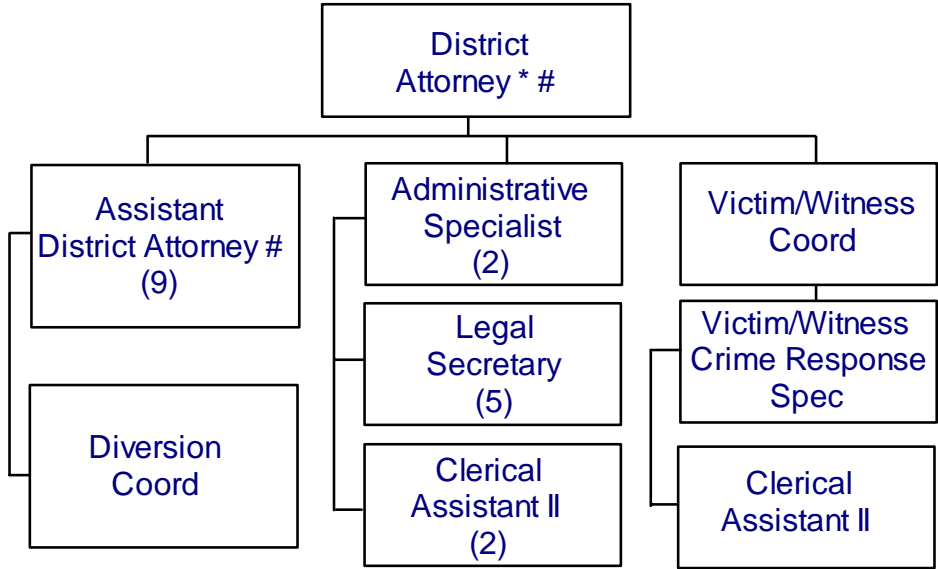 District
Attorney * #
Assistant
District Attorney #
(9)
Administrative
Specialist
(2)
Victim/Witness
Coord
Legal
Secretary
(5)
Victim/Witness
Crime Response
Spec
Diversion
Coord
Clerical
Assistant II
(2)
Clerical
Assistant II